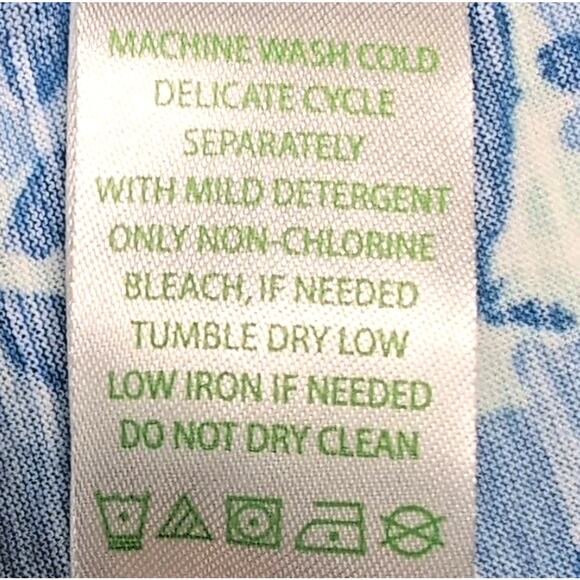 MACHINE WASH COLD
DELICATE CYCLE
SEPARATELY
WITH MILD DETERGENT
ONLY NON-CHLORINE
BLEACH, IF NEEDED
TUMBLE DRY LOW
LOW IRON IF NEEDED
DO NOT DRY CLEAN